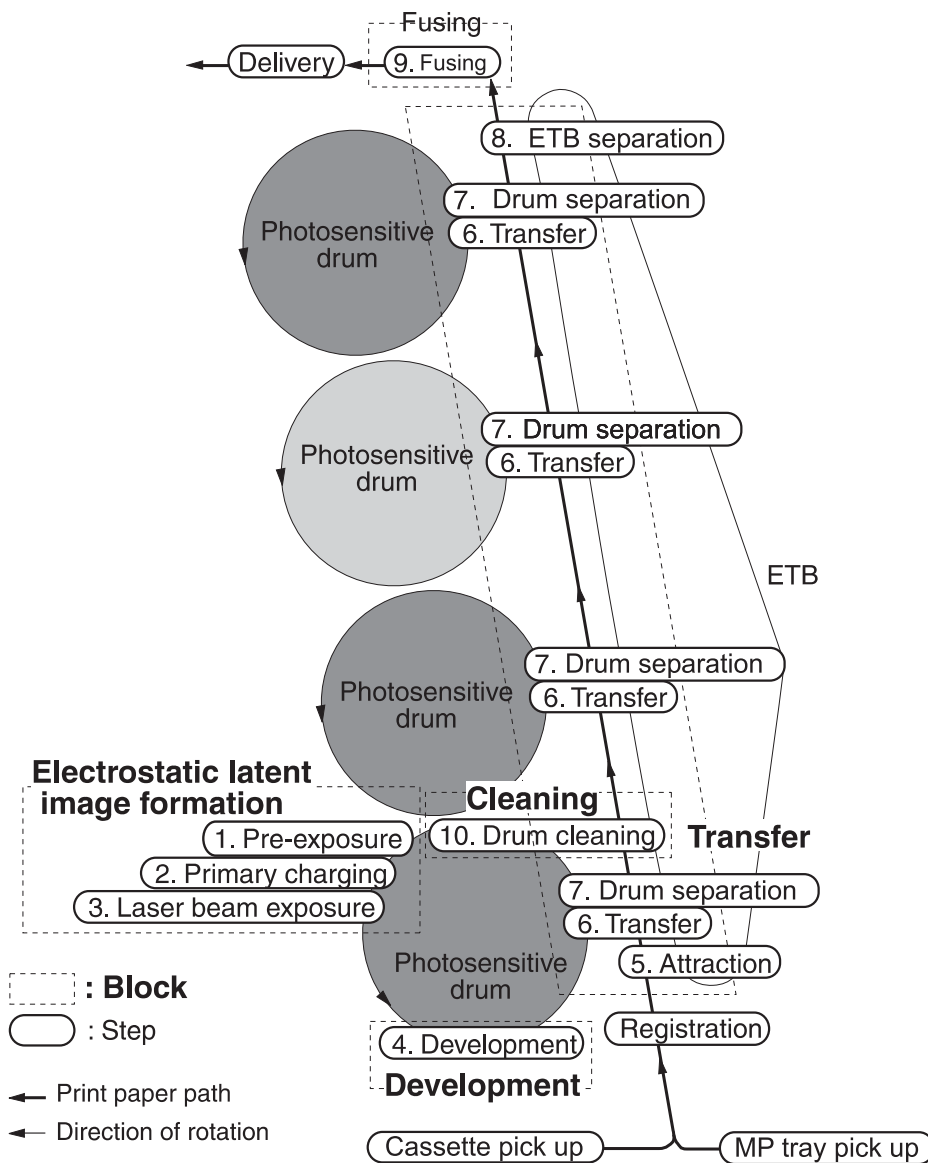 Fusing
Delivery
9. Fusing
8. ETB separation
7. Drum separation
6. Transfer
Photosensitive
drum
7. Drum separation
6. Transfer
Photosensitive
drum
ETB
7. Drum separation
6. Transfer
Photosensitive
drum
Electrostatic latent
image formation
1. Pre-exposure
2. Primary charging
3. Laser beam exposure
Cleaning
10. Drum cleaning
Transfer
7. Drum separation
6. Transfer
5. Attraction
Photosensitive
drum
: Block
: Step
Registration
4. Development
Development
Print paper path
Direction of rotation
Cassette pick up
MP tray pick up